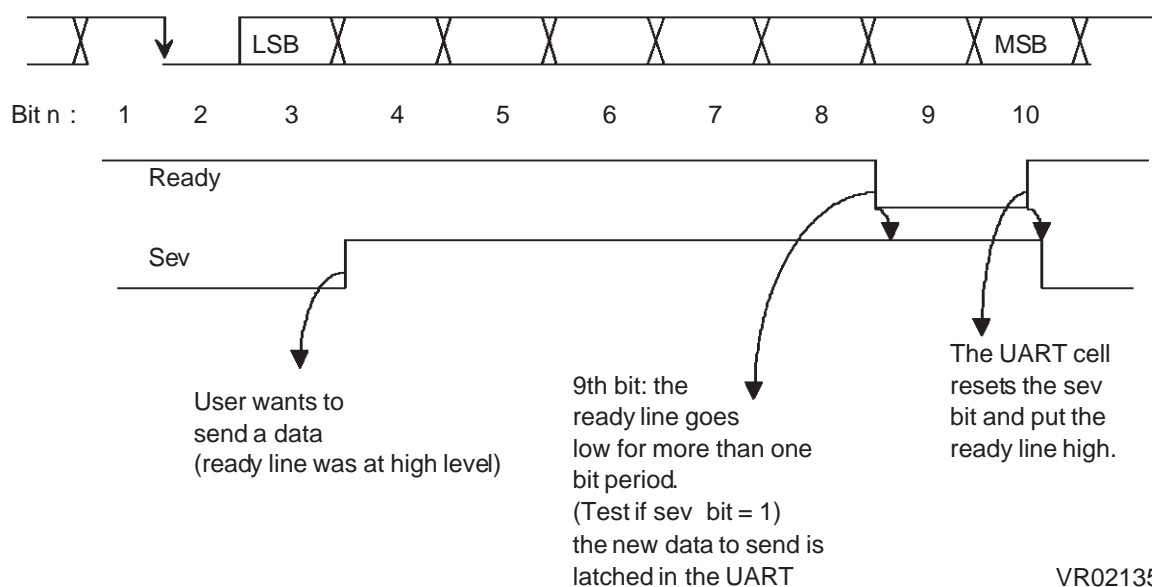 LSB MSB
Bit n : 1 2 3 4 5 6 7 8 9 10
Ready
Sev
User wants to
send a data
(ready line was at high level)
9th bit: the
ready line goes
low for more than one
bit period.
(Test if sev bit = 1)
the new data to send is
latched in the UART
The UART cell
resets the sev
bit and put the
ready line high.
VR02135